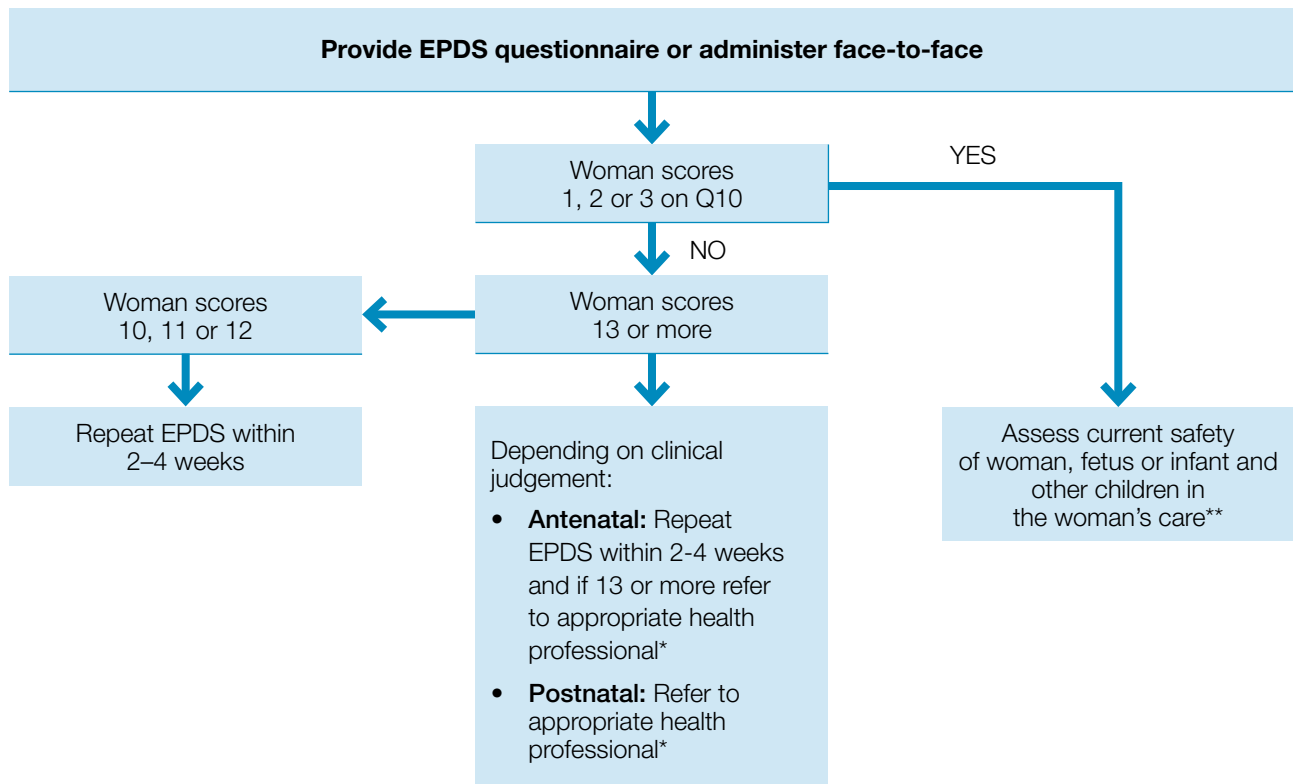 Provide EPDS questionnaire or administer face-to-face
Woman scores
1, 2 or 3 on Q10
YES
NO
Woman scores
10, 11 or 12
Woman scores
13 or more
Repeat EPDS within
2–4 weeks
Depending on clinical
judgement:
• Antenatal: Repeat
EPDS within 2-4 weeks
and if 13 or more refer
to appropriate health
professional*
• Postnatal: Refer to
appropriate health
professional*
Assess current safety
of woman, fetus or infant and
other children in
the woman's care**